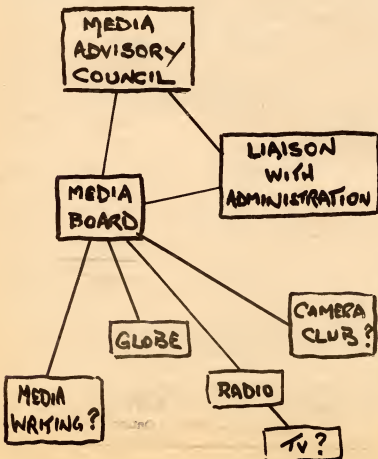 MEDIA
ADVISORY
COUNCIL
LIAISON
WITH
ADMINISTRATION
MEDIA
BOARD
CAMERA
CLUB?
GLOBE
RADIO
MEDIA
WRITING?
TV?